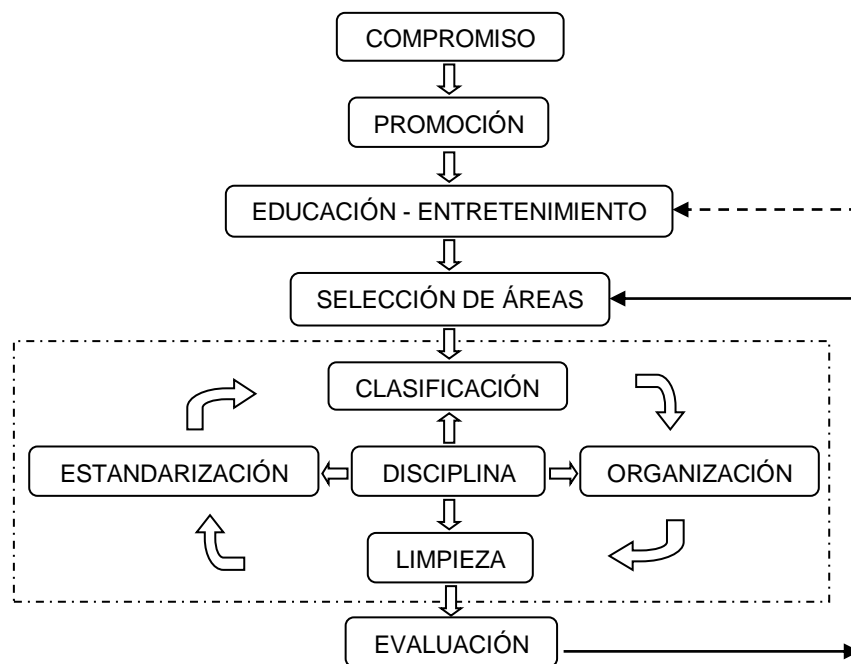 COMPROMISO
PROMOCIÓN
EDUCACIÓN - ENTRETENIMIENTO
SELECCIÓN DE ÁREAS
CLASIFICACIÓN
ESTANDARIZACIÓN
DISCIPLINA
ORGANIZACIÓN
LIMPIEZA
EVALUACIÓN